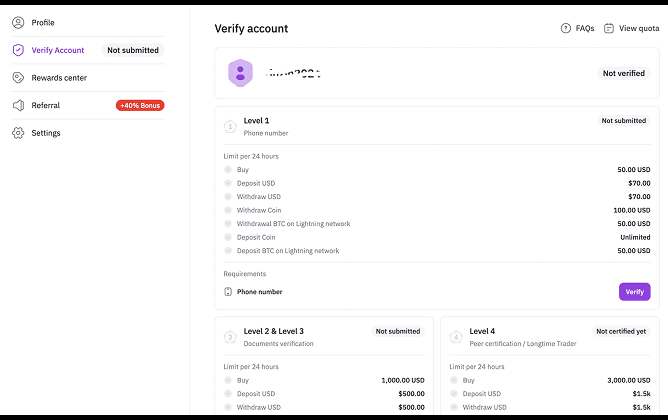 Profile
Verify Account Not submitted
Rewards center
Referral +40% Bonus
Settings
Verify account FAQs View quota
Not verified
1 Level 1 Not submitted
Phone number
Limit per 24 hours
Buy 50.00 USD
Deposit USD $70.00
Withdraw USD $70.00
Withdraw Coin 100.00 USD
Withdrawal BTC on Lightning network 50.00 USD
Deposit Coin Unlimited
Deposit BTC on Lightning network 50.00 USD
Requirements
Phone number Verify
3 Level 2 & Level 3 Not submitted
Documents verification
Limit per 24 hours
Buy 1,000.00 USD
Deposit USD $500.00
Withdraw USD $500.00
4 Level 4 Not certified yet
Peer certification / Longtime Trader
Limit per 24 hours
Buy 3,000.00 USD
Deposit USD $1.5k
Withdraw USD $1.5k